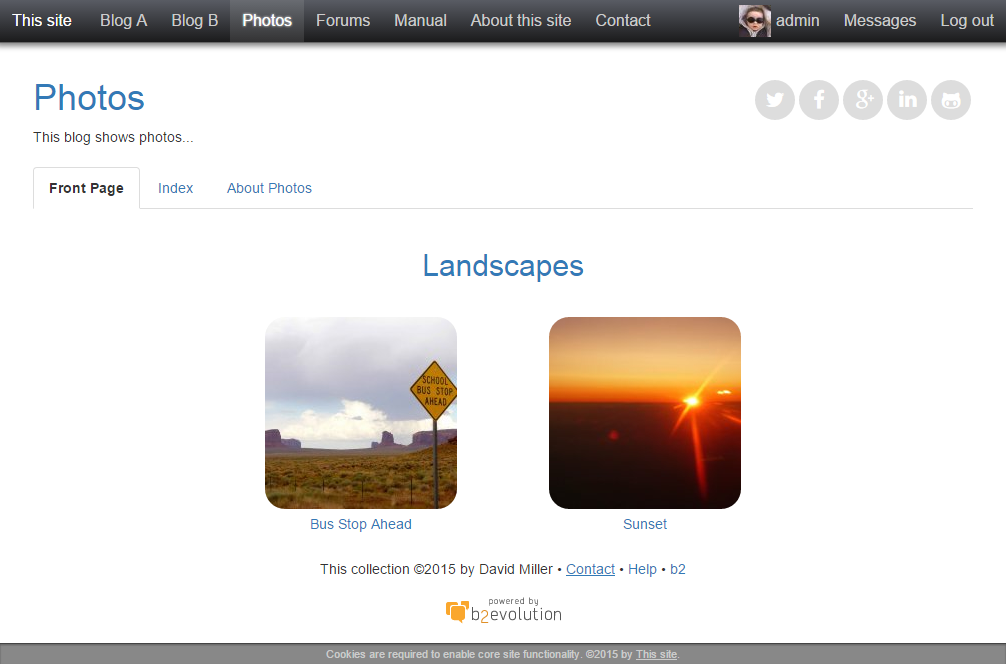 This site Blog A Blog B Photos Forums Manual About this site Contact admin Messages Log out
Photos
This blog shows photos...
Front Page Index About Photos
Landscapes
SCHOOL
BUS STOP
AHEAD
Bus Stop Ahead Sunset
This collection ©2015 by David Miller • Contact • Help • b2
powered by
b2evolution
Cookies are required to enable core site functionality. ©2015 by This site.